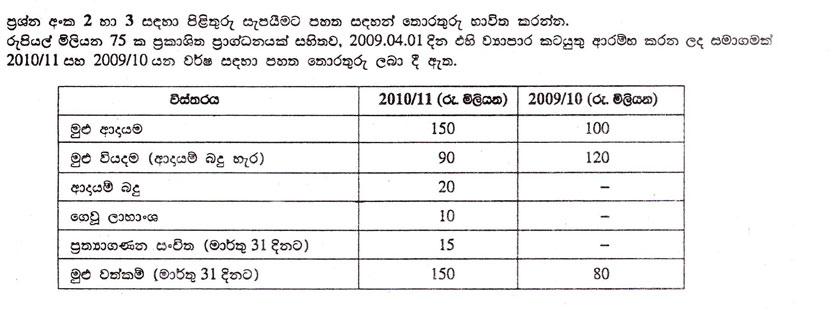 ප්‍රශ්න අංක 2 හා 3 සඳහා පිළිතුරු සැපයීමට පහත සඳහන් තොරතුරු භාවිත කරන්න.
රුපියල් මිලියන 75 ක ප්‍රකාශිත ප්‍රාග්ධනයක් සහිතව, 2009.04.01 දින එහි ව්‍යාපාර කටයුතු ආරම්භ කරන ලද සමාගමක්
2010/11 සහ 2009/10 යන වර්ෂ සඳහා පහත තොරතුරු ලබා දී ඇත.
විස්තරය 2010/11 (රු. මිලියන) 2009/10 (රු. මිලියන)
මුළු ආදායම 150 100
මුළු වියදම (ආදායම් බදු හැර) 90 120
ආදායම් බදු 20 –
ගෙවූ ලාභාංශ 10 –
ප්‍රත්‍යාගණන සංචිත (මාර්තු 31 දිනට) 15 –
මුළු වත්කම් (මාර්තු 31 දිනට) 150 80